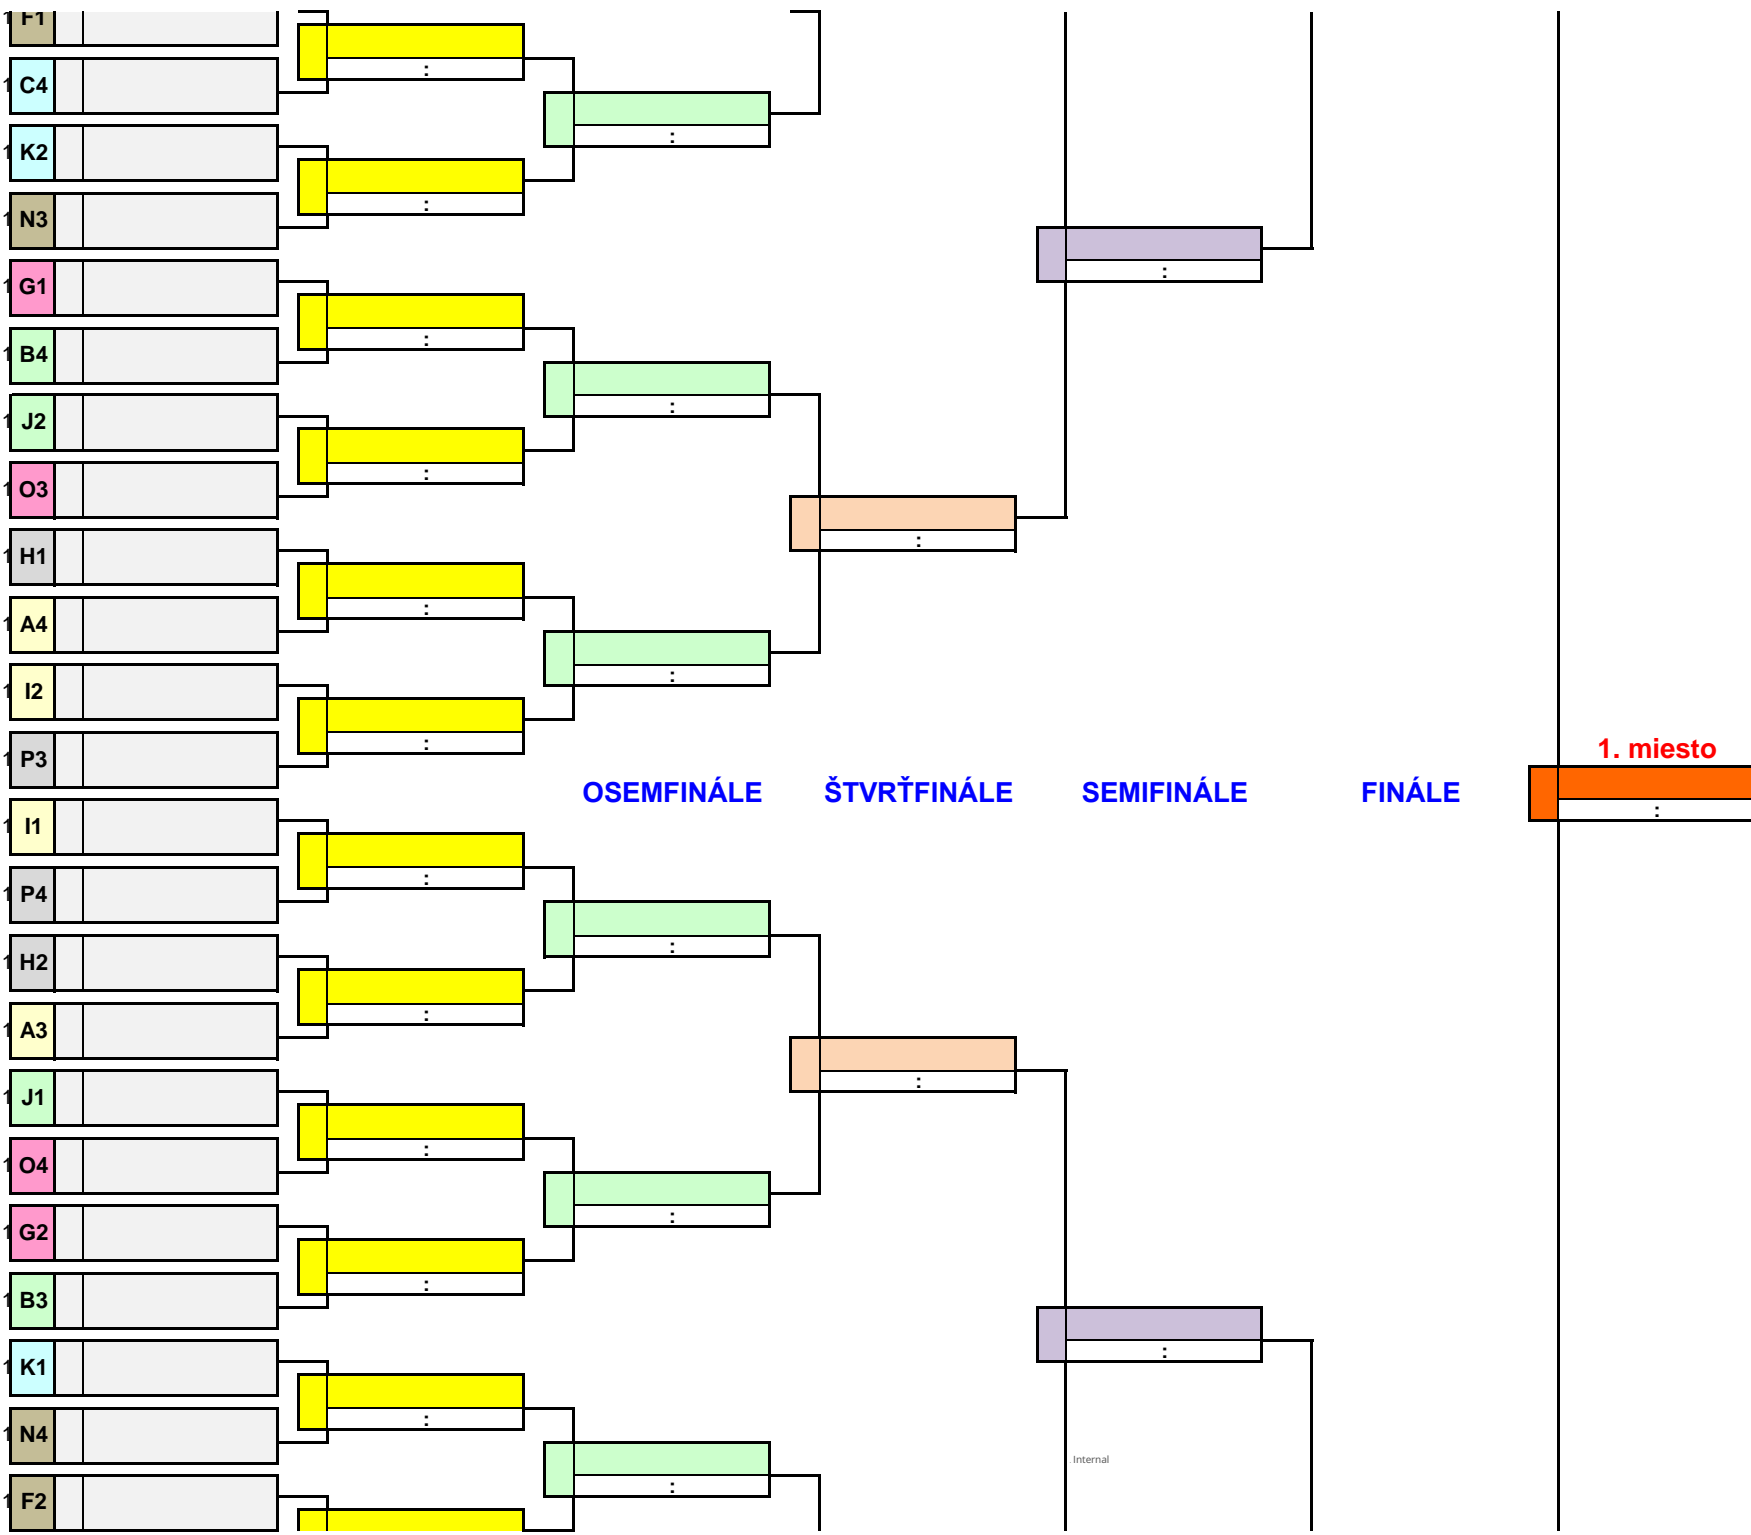 F1
:
C4
:
K2
:
N3
G1
:
:
B4
:
J2
:
O3
:
H1
:
A4
:
I2
:
P3
1. miesto
OSEMFINÁLE ŠTVRŤFINÁLE SEMIFINÁLE FINÁLE
:
I1
:
P4
:
H2
:
A3
:
J1
:
O4
:
G2
:
B3
:
K1
:
N4
Internal
:
F2